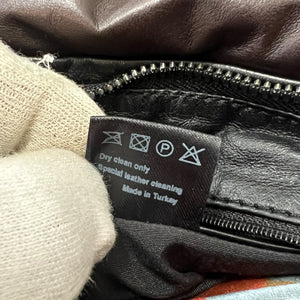 P
Dry clean only
Special leather cleaning
Made in Turkey